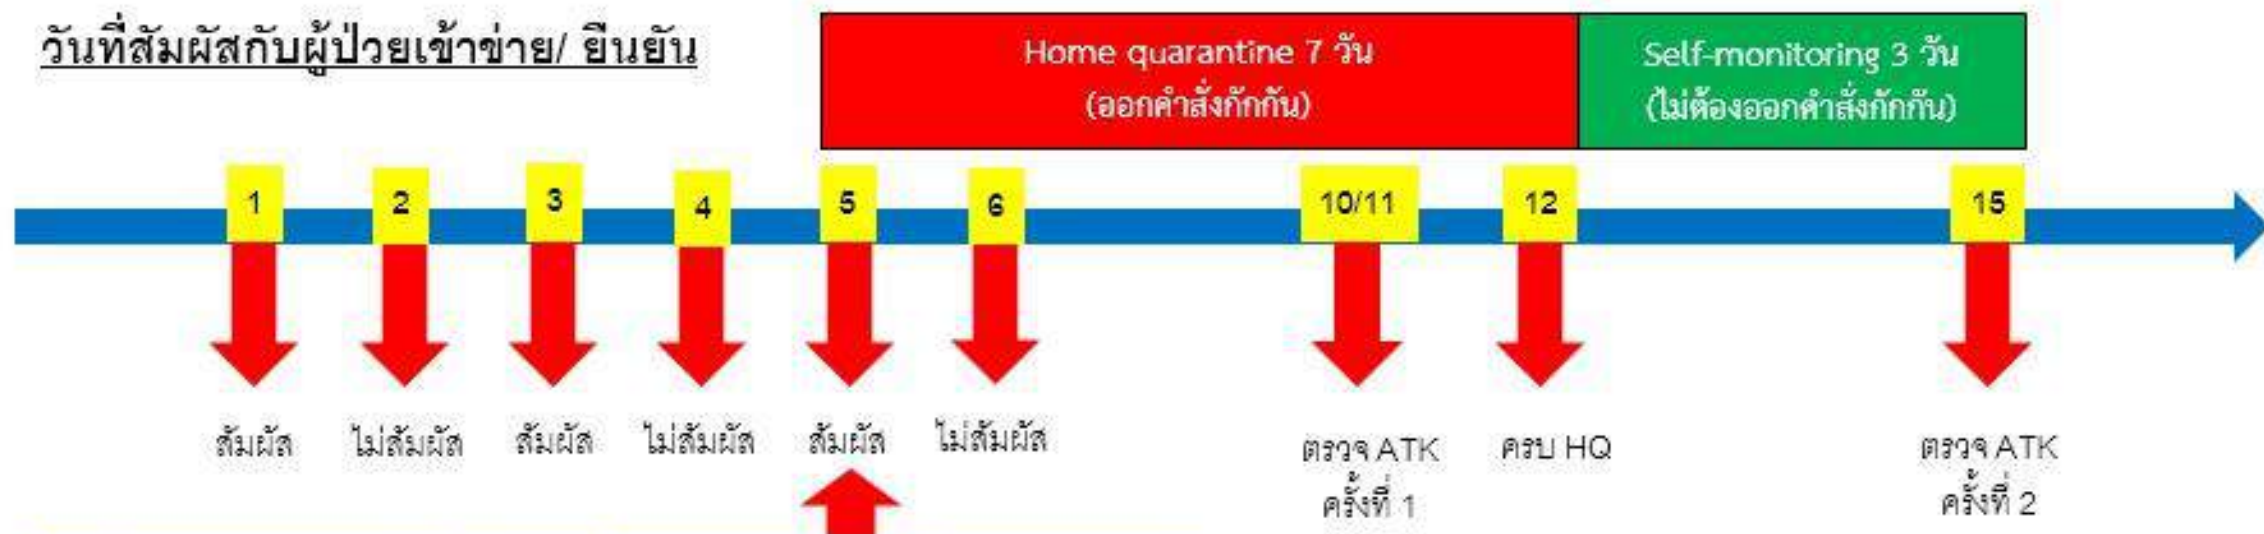 วันที่สัมผัสกับผู้ป่วยเข้าข่าย/ ยืนยัน
Home quarantine 7 วัน
(ออกคำสั่งกักกัน)
Self-monitoring 3 วัน
(ไม่ต้องออกคำสั่งกักกัน)
1
2
3
4
5
6
10/11
12
15
สัมผัส
ไม่สัมผัส
สัมผัส
ไม่สัมผัส
สัมผัส
ไม่สัมผัส
ตรวจ ATK
ครั้งที่ 1
ครบ HQ
ตรวจ ATK
ครั้งที่ 2